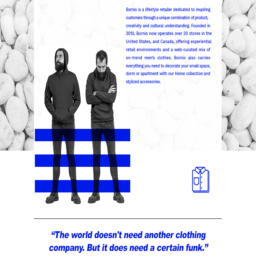 Bornio is a lifestyle retailer dedicated to inspiring
customers through a unique combination of product,
creativity and cultural understanding. Founded in
2010, Bornio now operates over 20 stores in the
United States, and Canada, offering experiential
retail environments and a well-curated mix of
on-trend men's clothes, Bornio also carries
everything you need to decorate your small space,
dorm or apartment with our Home collection and
stylized accessories.
“The world doesn’t need another clothing
company. But it does need a certain funk.”